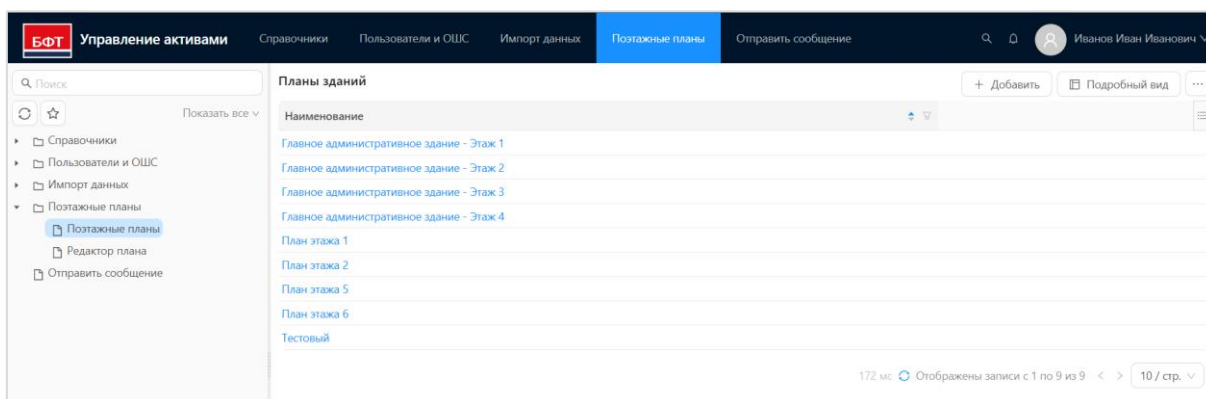 БФТ Управление активами Справочники Пользователи и ОШС Импорт данных Поэтажные планы Отправить сообщение Иванов Иван Иванович
Поиск
Показать все
Справочники
Пользователи и ОШС
Импорт данных
Поэтажные планы
Поэтажные планы
Редактор плана
Отправить сообщение
Планы зданий
+ Добавить Подробный вид ...
Наименование
Главное административное здание - Этаж 1
Главное административное здание - Этаж 2
Главное административное здание - Этаж 3
Главное административное здание - Этаж 4
План этажа 1
План этажа 2
План этажа 5
План этажа 6
Тестовый
172 мс Отображены записи с 1 по 9 из 9 < > 10 / стр.